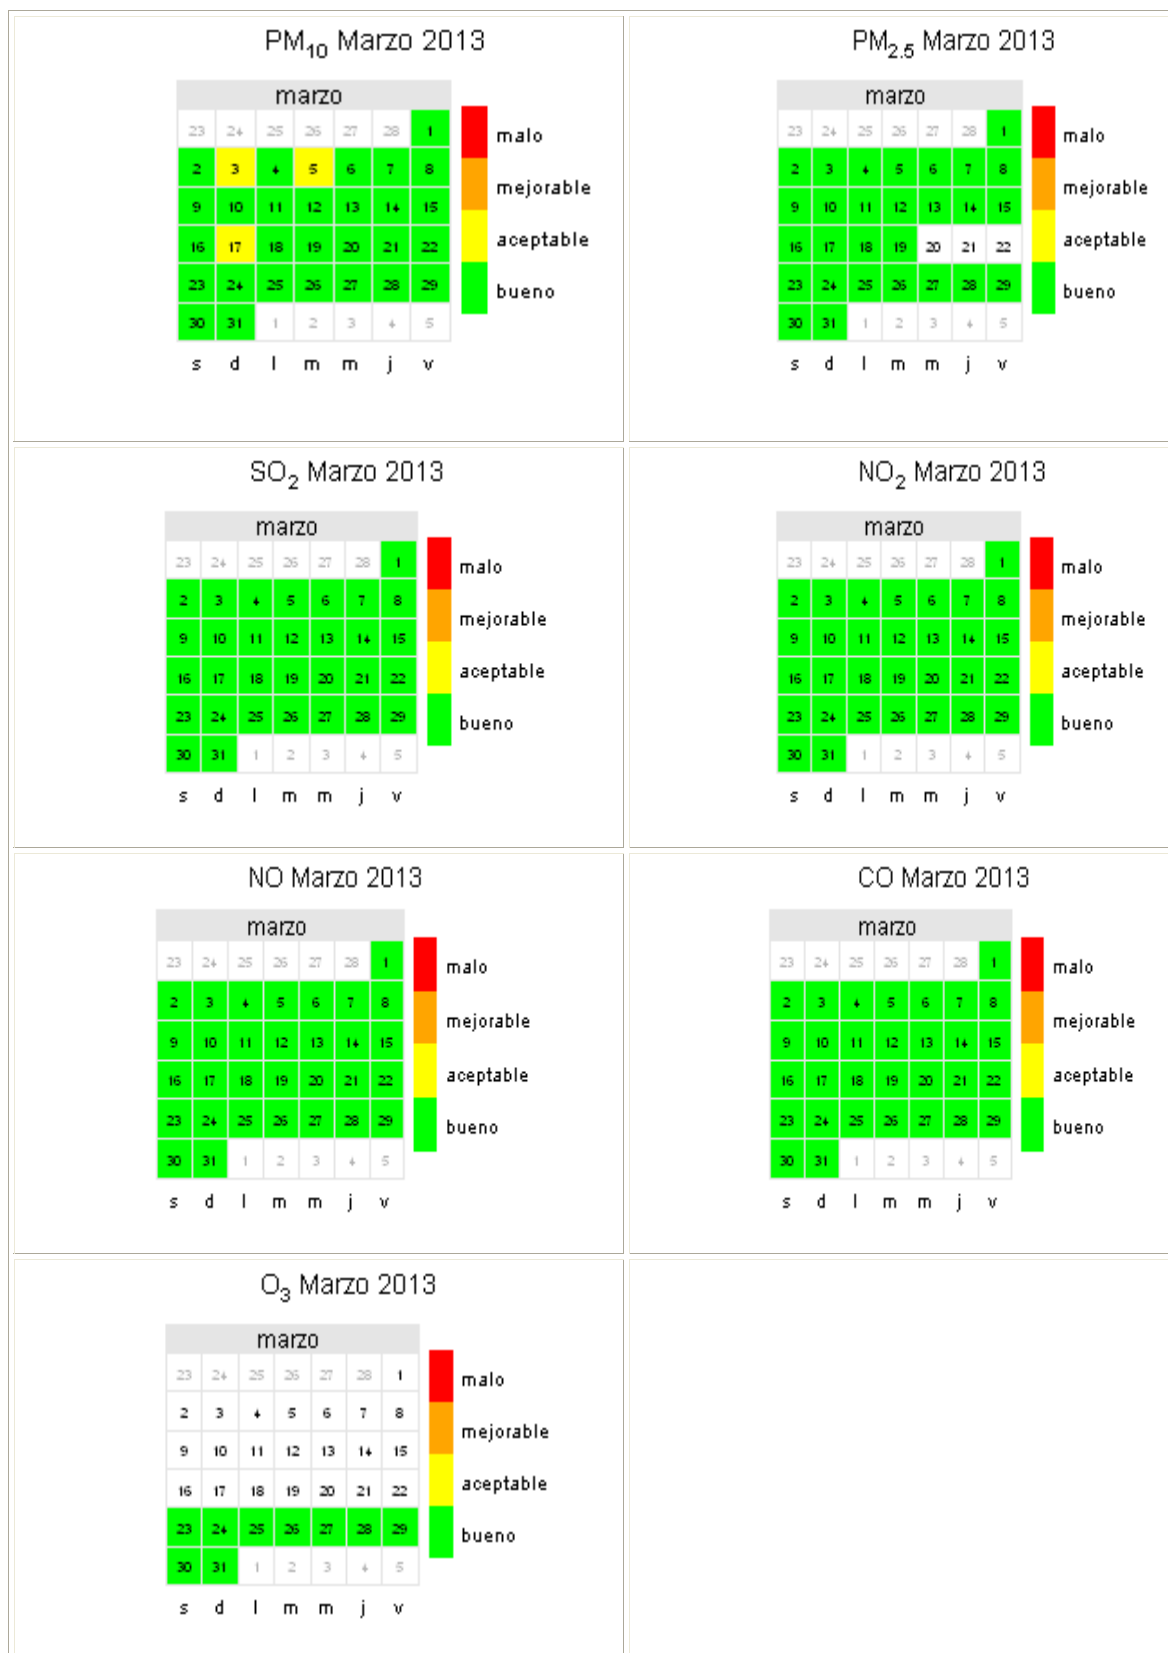 PM10 Marzo 2013
marzo
23 24 25 26 27 28 1
2 3 4 5 6 7 8
9 10 11 12 13 14 15
16 17 18 19 20 21 22
23 24 25 26 27 28 29
30 31 1 2 3 4 5
s d l m m j v
malo
mejorable
aceptable
bueno
PM2.5 Marzo 2013
marzo
23 24 25 26 27 28 1
2 3 4 5 6 7 8
9 10 11 12 13 14 15
16 17 18 19 20 21 22
23 24 25 26 27 28 29
30 31 1 2 3 4 5
s d l m m j v
malo
mejorable
aceptable
bueno
SO2 Marzo 2013
marzo
23 24 25 26 27 28 1
2 3 4 5 6 7 8
9 10 11 12 13 14 15
16 17 18 19 20 21 22
23 24 25 26 27 28 29
30 31 1 2 3 4 5
s d l m m j v
malo
mejorable
aceptable
bueno
NO2 Marzo 2013
marzo
23 24 25 26 27 28 1
2 3 4 5 6 7 8
9 10 11 12 13 14 15
16 17 18 19 20 21 22
23 24 25 26 27 28 29
30 31 1 2 3 4 5
s d l m m j v
malo
mejorable
aceptable
bueno
NO Marzo 2013
marzo
23 24 25 26 27 28 1
2 3 4 5 6 7 8
9 10 11 12 13 14 15
16 17 18 19 20 21 22
23 24 25 26 27 28 29
30 31 1 2 3 4 5
s d l m m j v
malo
mejorable
aceptable
bueno
CO Marzo 2013
marzo
23 24 25 26 27 28 1
2 3 4 5 6 7 8
9 10 11 12 13 14 15
16 17 18 19 20 21 22
23 24 25 26 27 28 29
30 31 1 2 3 4 5
s d l m m j v
malo
mejorable
aceptable
bueno
O3 Marzo 2013
marzo
23 24 25 26 27 28 1
2 3 4 5 6 7 8
9 10 11 12 13 14 15
16 17 18 19 20 21 22
23 24 25 26 27 28 29
30 31 1 2 3 4 5
s d l m m j v
malo
mejorable
aceptable
bueno